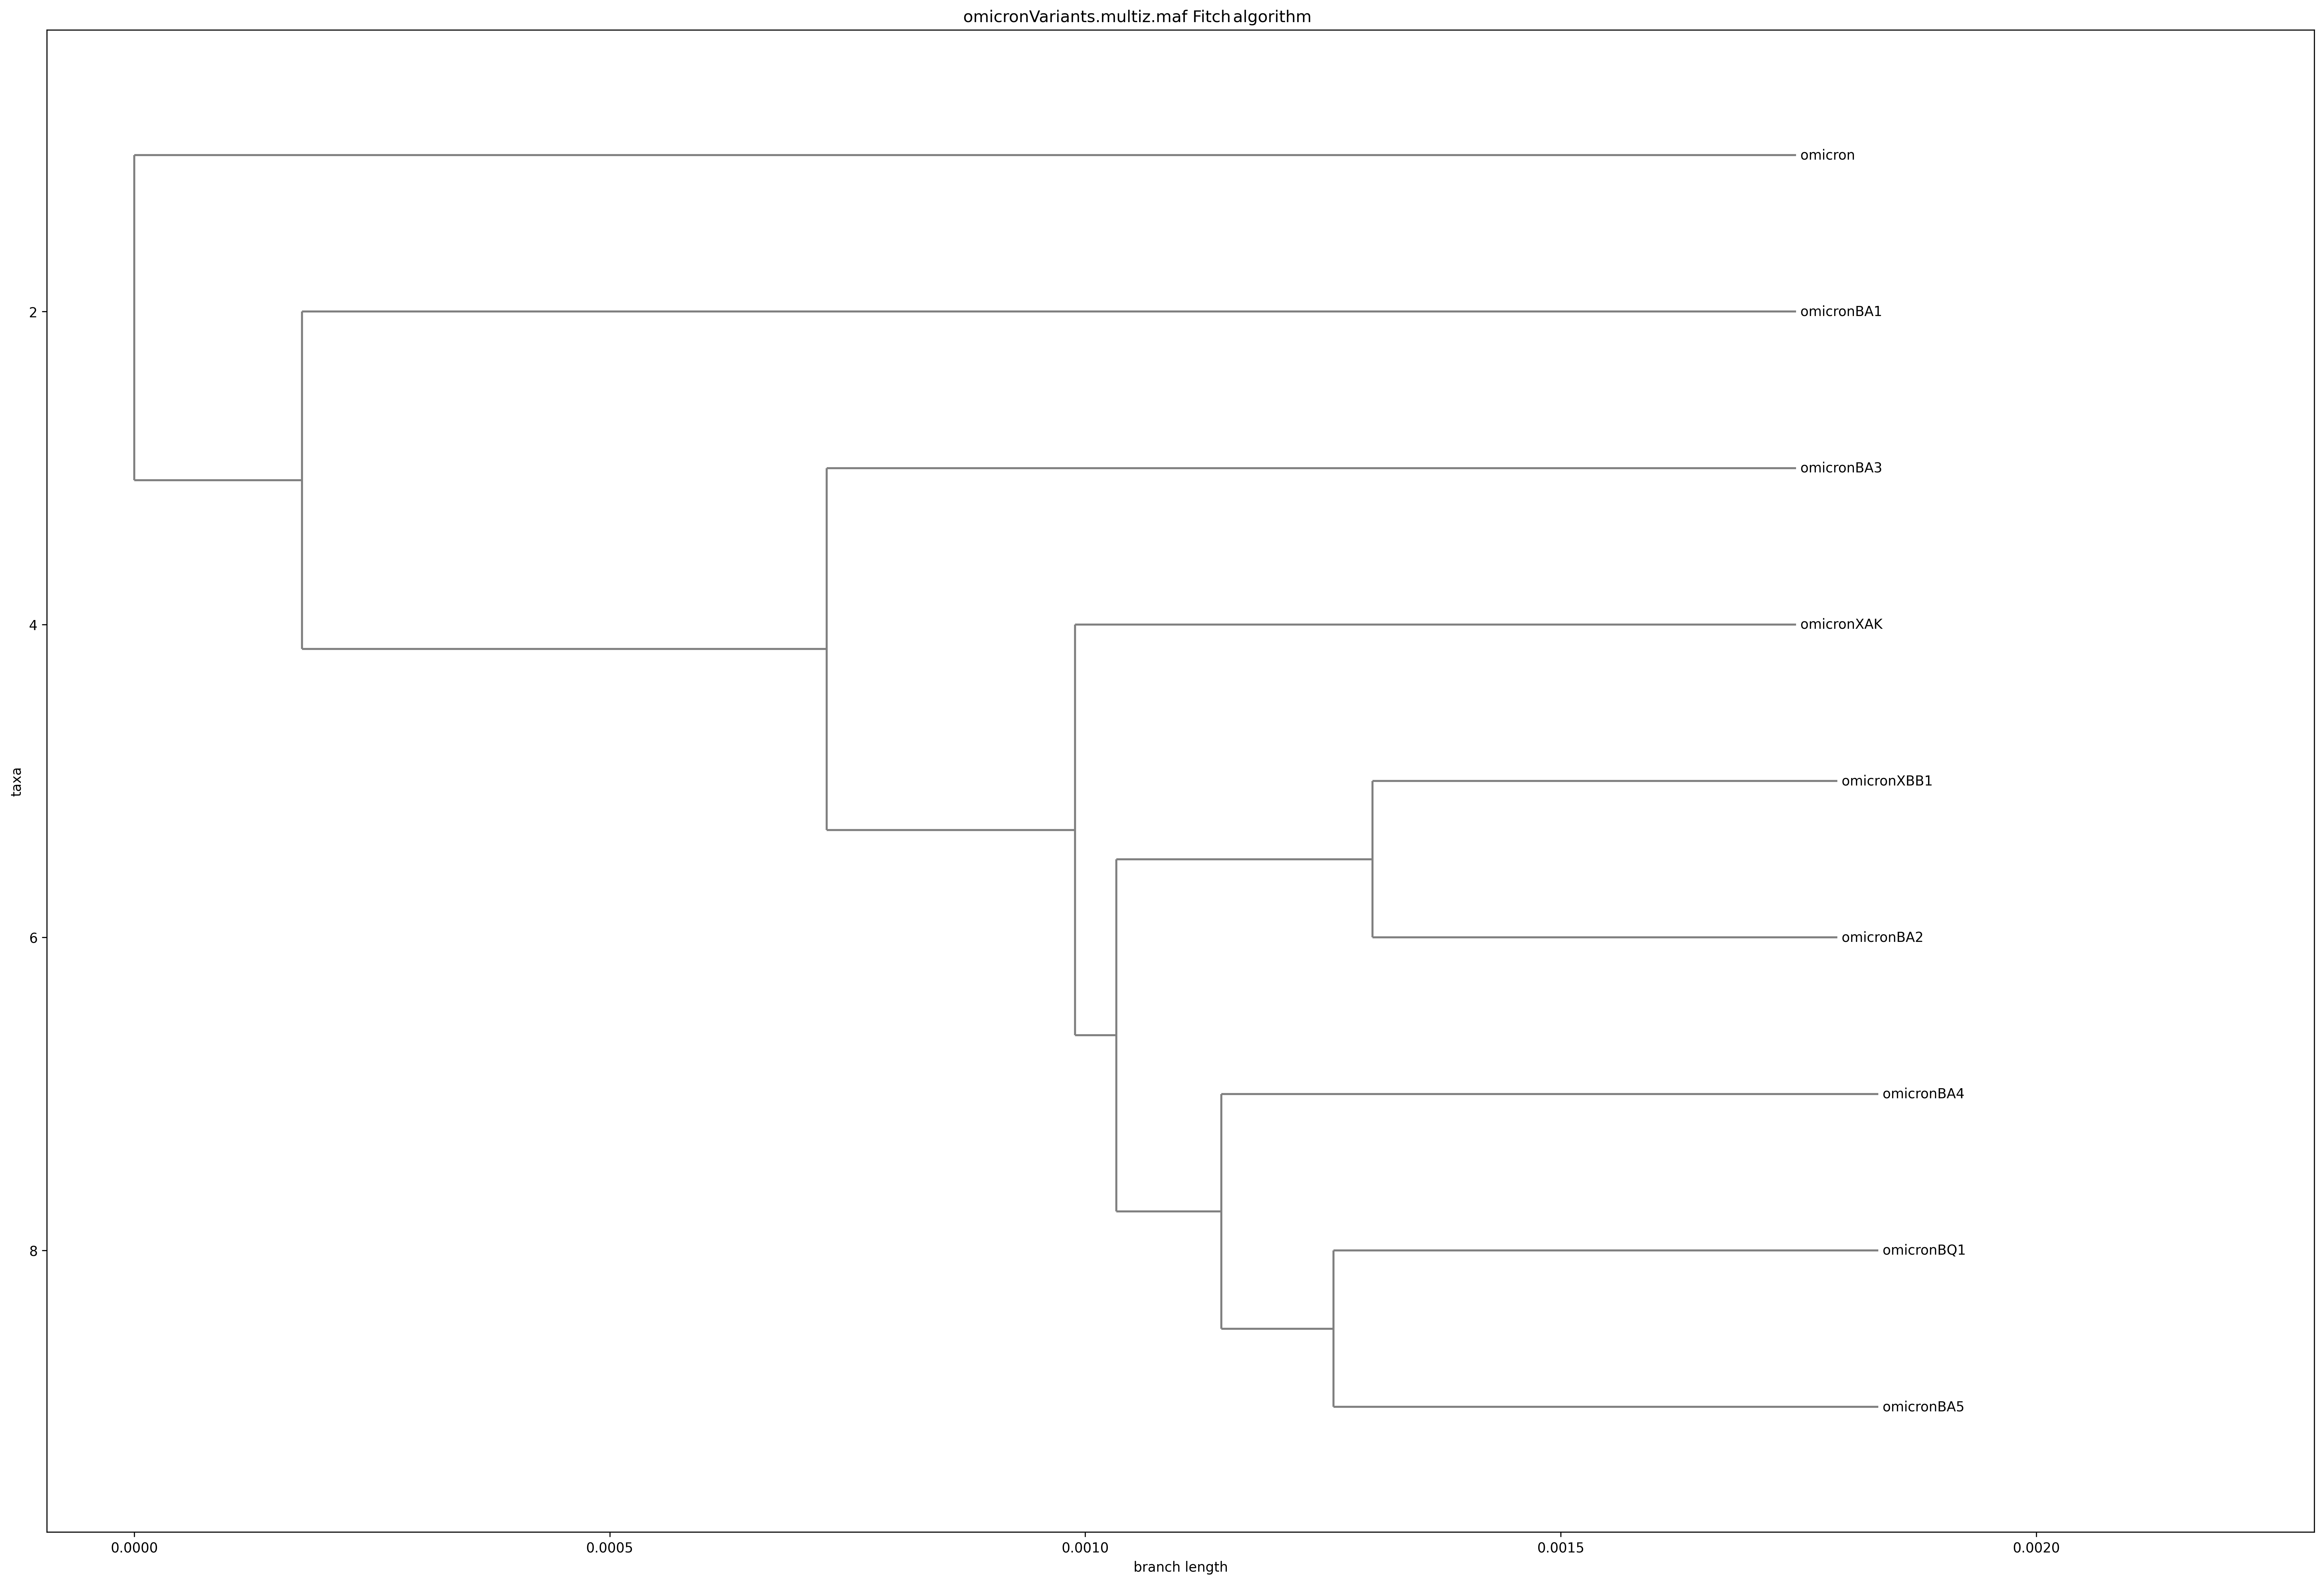 omicronVariants.multiz.maf Fitch algorithm
omicron
2
omicronBA1
omicronBA3
4
omicronXAK
taxa
omicronXBB1
6
omicronBA2
omicronBA4
8
omicronBQ1
omicronBA5
0.0000 0.0005 0.0010 0.0015 0.0020
branch length